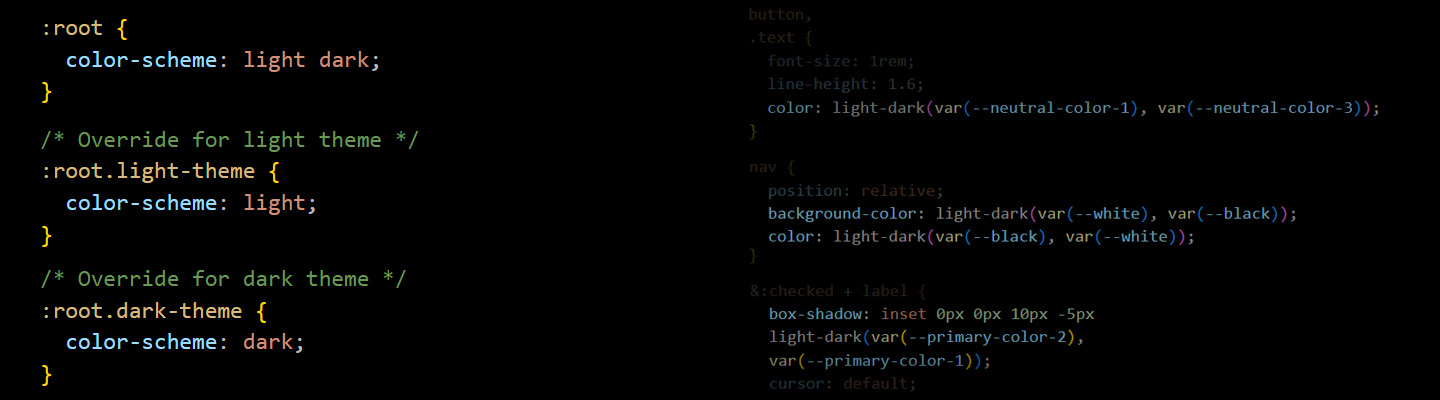 :root {
  color-scheme: light dark;
}
/* Override for light theme */
:root.light-theme {
  color-scheme: light;
}
/* Override for dark theme */
:root.dark-theme {
  color-scheme: dark;
}
button,
.text {
  font-size: 1rem;
  line-height: 1.6;
  color: light-dark(var(--neutral-color-1), var(--neutral-color-3));
}
nav {
  position: relative;
  background-color: light-dark(var(--white), var(--black));
  color: light-dark(var(--black), var(--white));
}
&:checked + label {
  box-shadow: inset 0px 0px 10px -5px
  light-dark(var(--primary-color-2),
  var(--primary-color-1));
  cursor: default;